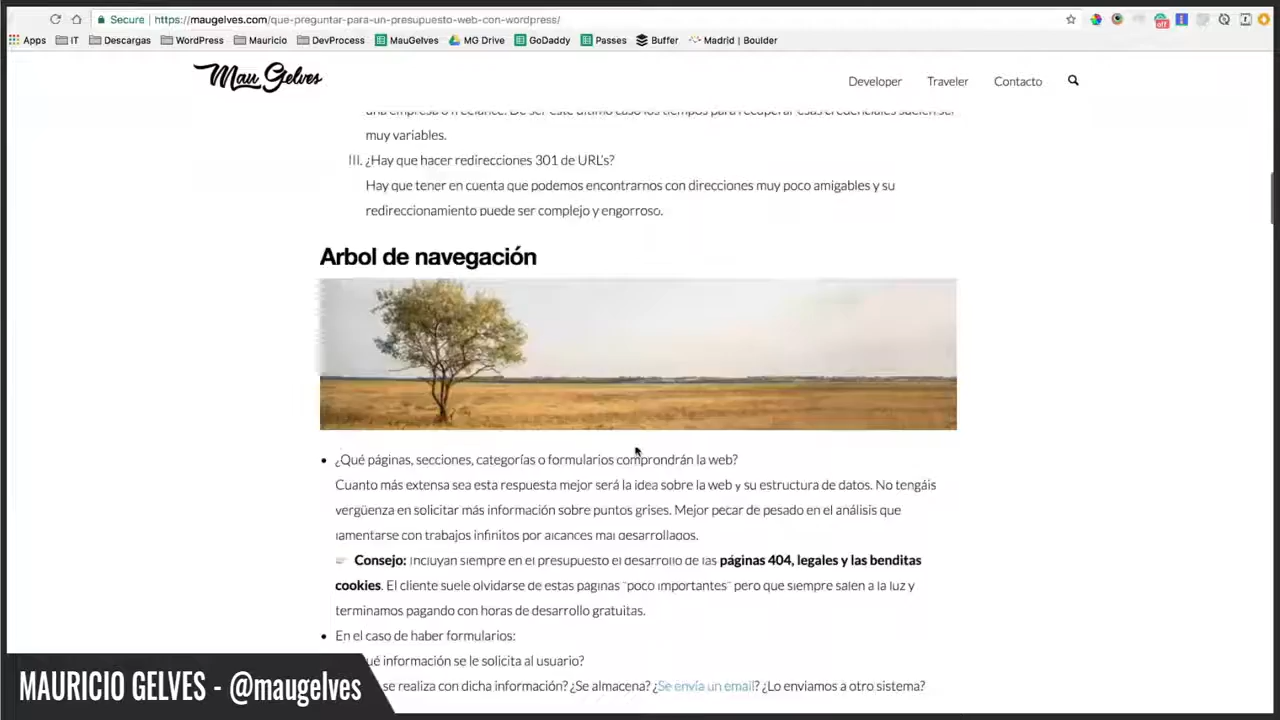 Secure | https://maugelves.com/que-preguntar-para-un-presupuesto-web-con-wordpress/
Apps IT Descargas WordPress Mauricio DevProcess MauGelves MG Drive GoDaddy Passes Buffer Madrid | Boulder
Mau Gelves Developer Traveler Contacto
una empresa o freelance. De ser este último caso los tiempos para recuperar esas credenciales suelen ser
muy variables.
III. ¿Hay que hacer redirecciones 301 de URL's?
Hay que tener en cuenta que podemos encontrarnos con direcciones muy poco amigables y su
redireccionamiento puede ser complejo y engorroso.
Arbol de navegación
• ¿Qué páginas, secciones, categorías o formularios comprondrán la web?
Cuanto más extensa sea esta respuesta mejor será la idea sobre la web y su estructura de datos. No tengáis
vergüenza en solicitar más información sobre puntos grises. Mejor pecar de pesado en el análisis que
lamentarse con trabajos infinitos por alcances mal desarrollados.
Consejo: Incluyan siempre en el presupuesto el desarrollo de las páginas 404, legales y las benditas
cookies. El cliente suele olvidarse de estas páginas "poco importantes" pero que siempre salen a la luz y
terminamos pagando con horas de desarrollo gratuitas.
• En el caso de haber formularios:
ué información se le solicita al usuario?
se realiza con dicha información? ¿Se almacena? ¿Se envía un email? ¿Lo enviamos a otro sistema?
MAURICIO GELVES - @maugelves